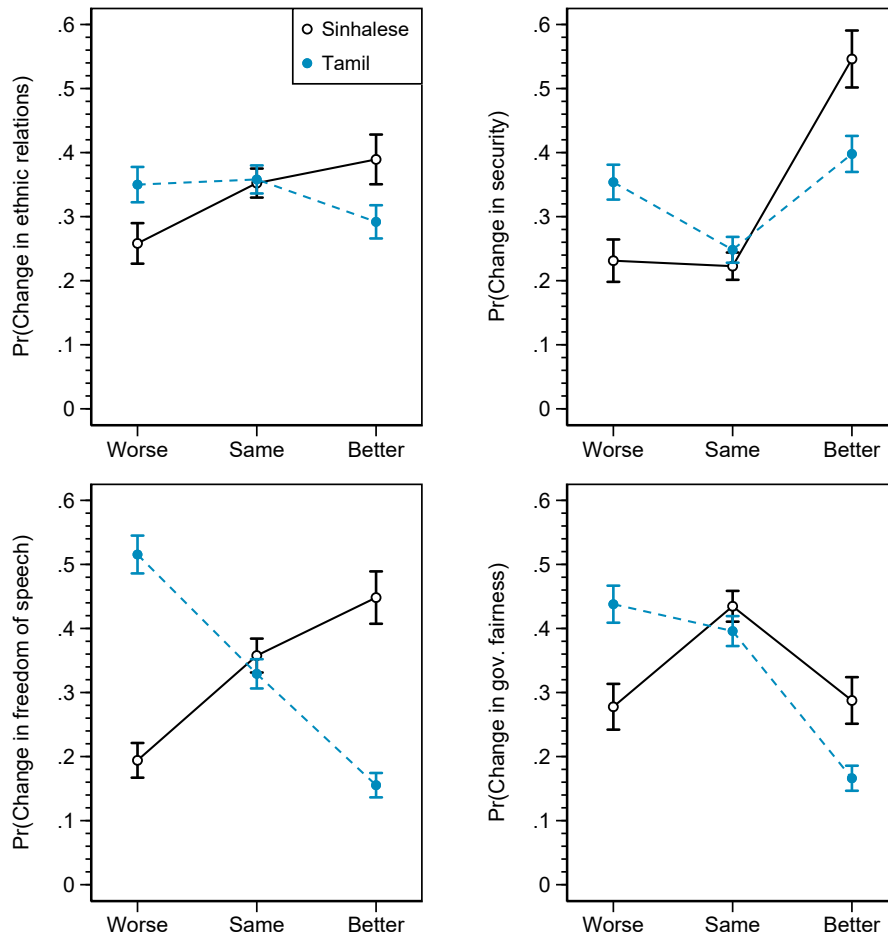 Pr(Change in ethnic relations)
.6
.5
.4
.3
.2
.1
0
Sinhalese
Tamil
Worse Same Better
Pr(Change in security)
.6
.5
.4
.3
.2
.1
0
Worse Same Better
Pr(Change in freedom of speech)
.6
.5
.4
.3
.2
.1
0
Worse Same Better
Pr(Change in gov. fairness)
.6
.5
.4
.3
.2
.1
0
Worse Same Better